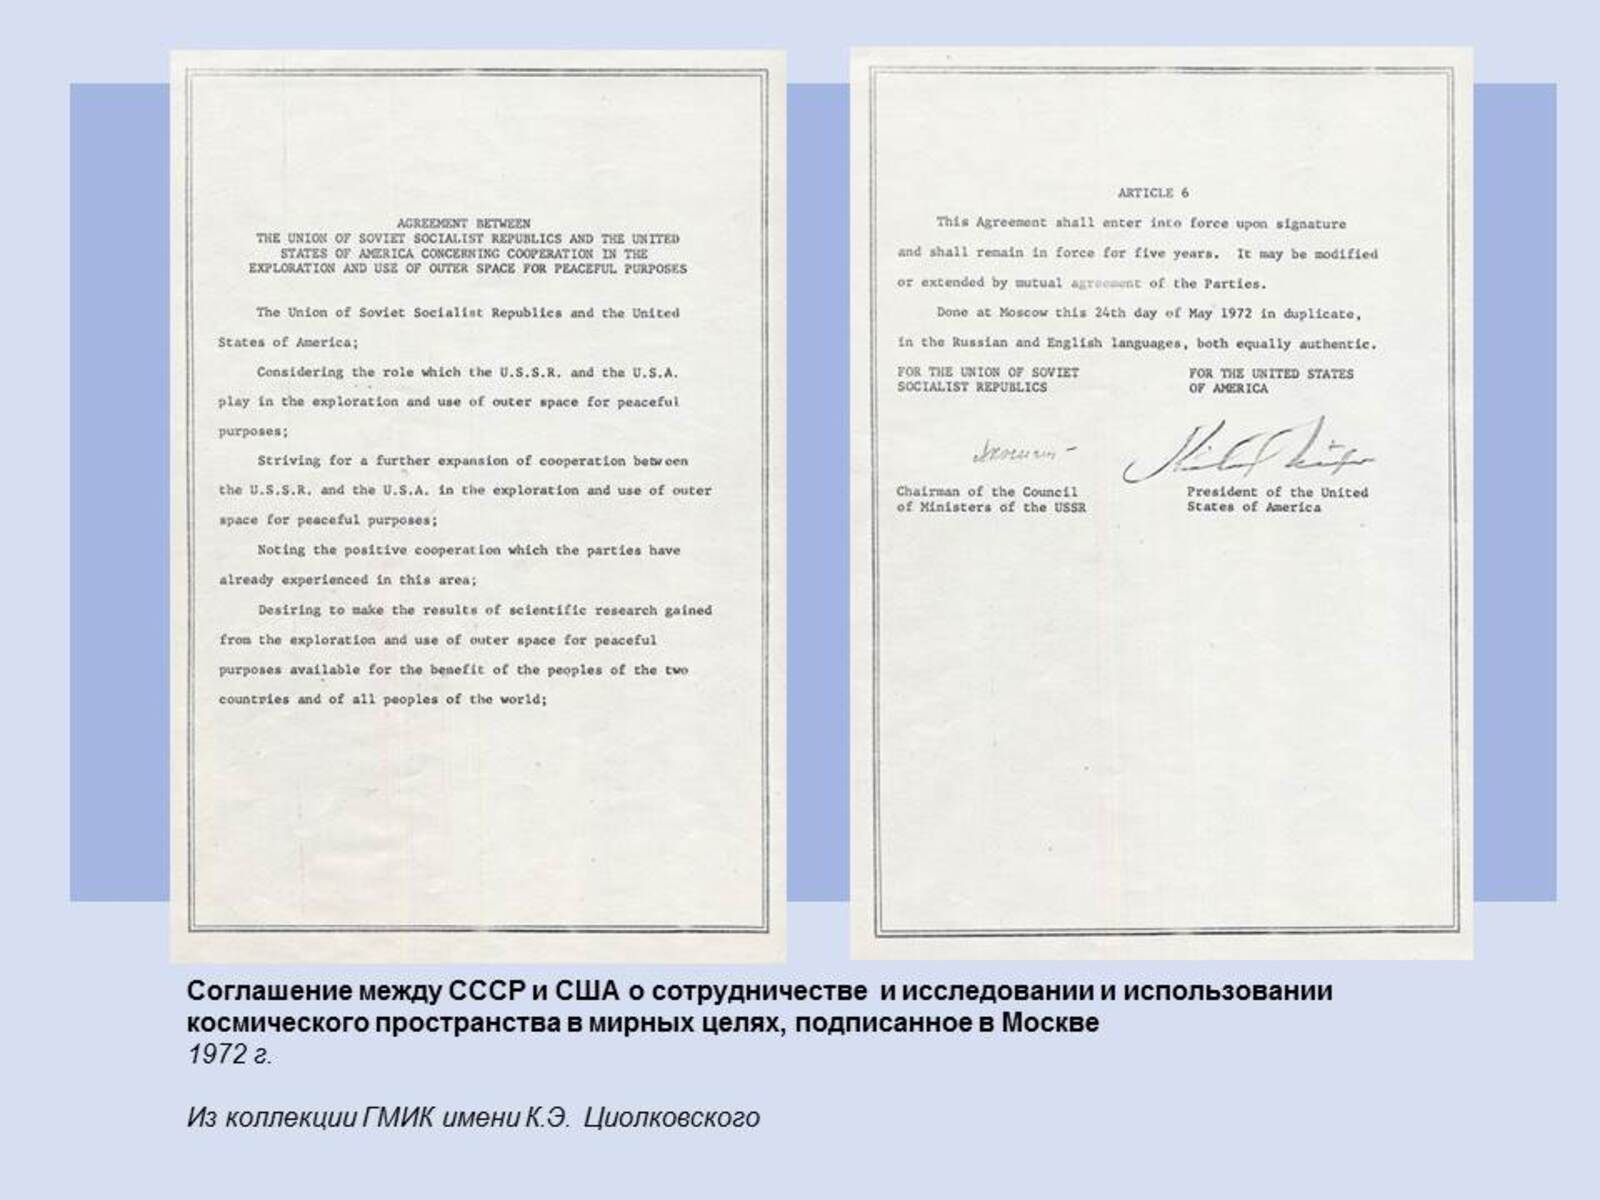 AGREEMENT BETWEEN
THE UNION OF SOVIET SOCIALIST REPUBLICS AND THE UNITED
STATES OF AMERICA CONCERNING COOPERATION IN THE
EXPLORATION AND USE OF OUTER SPACE FOR PEACEFUL PURPOSES
The Union of Soviet Socialist Republics and the United
States of America;
Considering the role which the U.S.S.R. and the U.S.A.
play in the exploration and use of outer space for peaceful
purposes;
Striving for a further expansion of cooperation between
the U.S.S.R. and the U.S.A. in the exploration and use of outer
space for peaceful purposes;
Noting the positive cooperation which the parties have
already experienced in this area;
Desiring to make the results of scientific research gained
from the exploration and use of outer space for peaceful
purposes available for the benefit of the peoples of the two
countries and of all peoples of the world;
ARTICLE 6
This Agreement shall enter into force upon signature
and shall remain in force for five years. It may be modified
or extended by mutual agreement of the Parties.
Done at Moscow this 24th day of May 1972 in duplicate,
in the Russian and English languages, both equally authentic.
FOR THE UNION OF SOVIET
SOCIALIST REPUBLICS
FOR THE UNITED STATES
OF AMERICA
Chairman of the Council
of Ministers of the USSR
President of the United
States of America
Соглашение между СССР и США о сотрудничестве и исследовании и использовании
космического пространства в мирных целях, подписанное в Москве
1972 г.
Из коллекции ГМИК имени К.Э. Циолковского